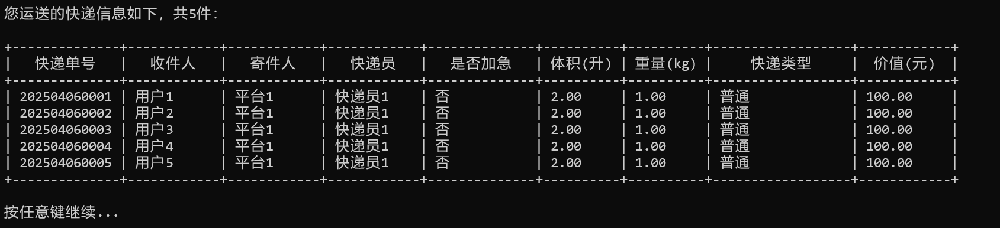 您运送的快递信息如下，共5件：
+--------------+------------+------------+------------+--------------+----------+----------+------------------+------------+
|   快递单号   |   收件人   |   寄件人   |   快递员   |   是否加急   | 体积(升) | 重量(kg) |     快递类型     |  价值(元)  |
+--------------+------------+------------+------------+--------------+----------+----------+------------------+------------+
| 202504060001 | 用户1      | 平台1      | 快递员1    | 否           | 2.00     | 1.00     | 普通             | 100.00     |
| 202504060002 | 用户2      | 平台1      | 快递员1    | 否           | 2.00     | 1.00     | 普通             | 100.00     |
| 202504060003 | 用户3      | 平台1      | 快递员1    | 否           | 2.00     | 1.00     | 普通             | 100.00     |
| 202504060004 | 用户4      | 平台1      | 快递员1    | 否           | 2.00     | 1.00     | 普通             | 100.00     |
| 202504060005 | 用户5      | 平台1      | 快递员1    | 否           | 2.00     | 1.00     | 普通             | 100.00     |
+--------------+------------+------------+------------+--------------+----------+----------+------------------+------------+
按任意键继续...